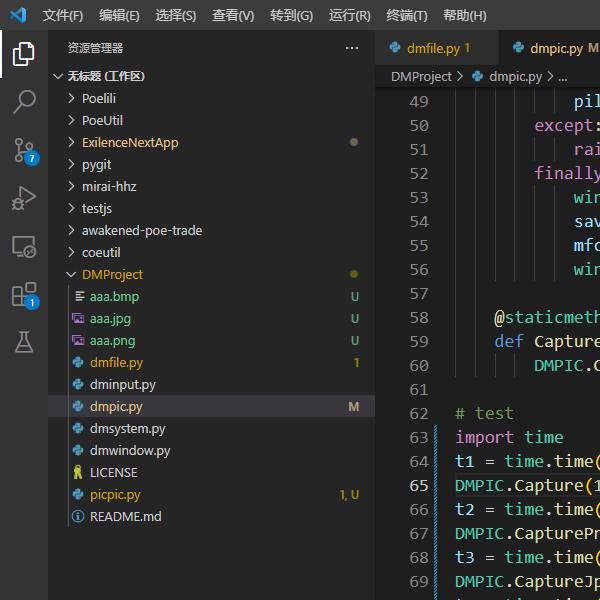 文件(F) 编辑(E) 选择(S) 查看(V) 转到(G) 运行(R) 终端(T) 帮助(H)
资源管理器 ...
无标题 (工作区)
Poelili
PoeUtil
ExilenceNextApp
pygit
mirai-hhz
testjs
awakened-poe-trade
coeutil
DMProject
aaa.bmp U
aaa.jpg U
aaa.png U
dmfile.py 1
dminput.py
dmpic.py M
dmsystem.py
dmwindow.py
LICENSE
picpic.py 1, U
README.md
7
1
dmfile.py 1 dmpic.py M
DMProject > dmpic.py > ...
49 pil
50 except:
51 rai
52 finally
53 win
54 sav
55 mfc
56 win
57
58 @staticmeth
59 def Capture
60 DMPIC.C
61
62 # test
63 import time
64 t1 = time.time(
65 DMPIC.Capture(1
66 t2 = time.time(
67 DMPIC.CapturePr
68 t3 = time.time(
69 DMPIC.CaptureJp